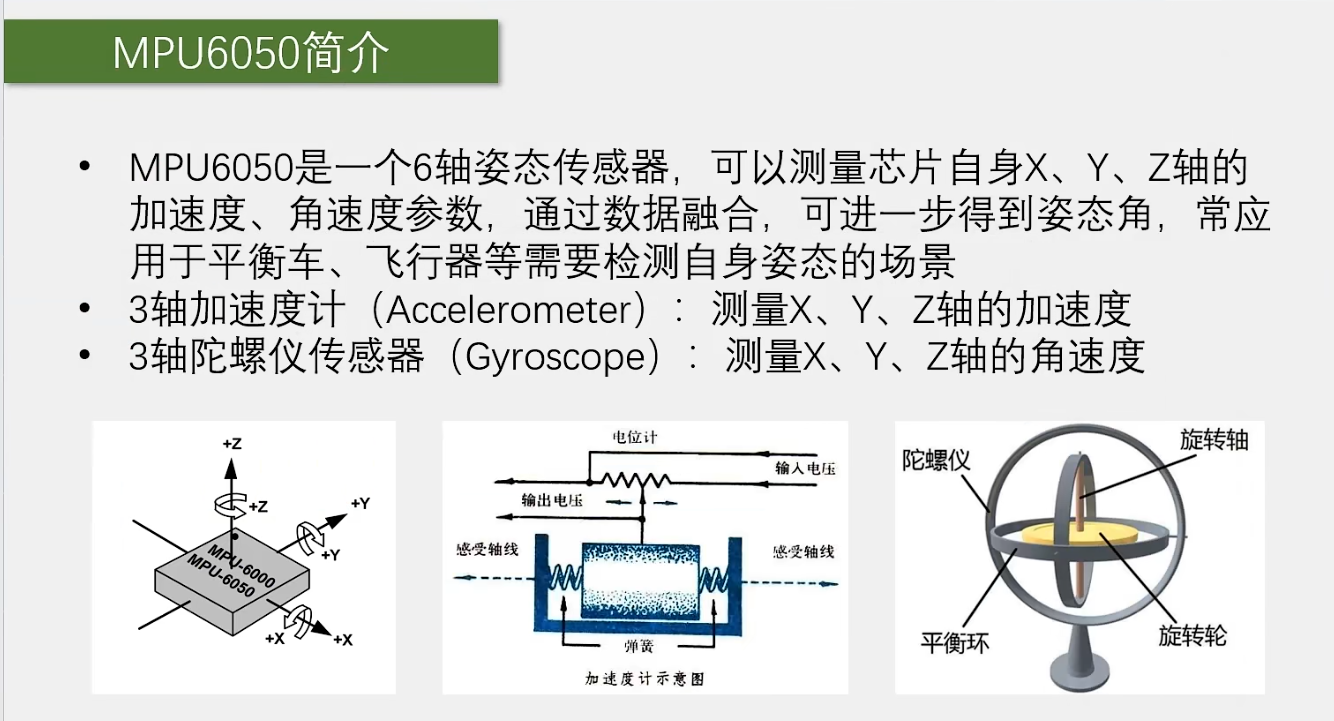 MPU6050简介
• MPU6050是一个6轴姿态传感器，可以测量芯片自身X、Y、Z轴的
加速度、角速度参数，通过数据融合，可进一步得到姿态角，常应
用于平衡车、飞行器等需要检测自身姿态的场景
• 3轴加速度计（Accelerometer）：测量X、Y、Z轴的加速度
• 3轴陀螺仪传感器（Gyroscope）：测量X、Y、Z轴的角速度
+Z
+Z
+Y
+Y
MPU-6000
MPU-6050
+X
+X
电位计
输入电压
输出电压
感受轴线
感受轴线
弹簧
加速度计示意图
旋转轴
陀螺仪
平衡环
旋转轮